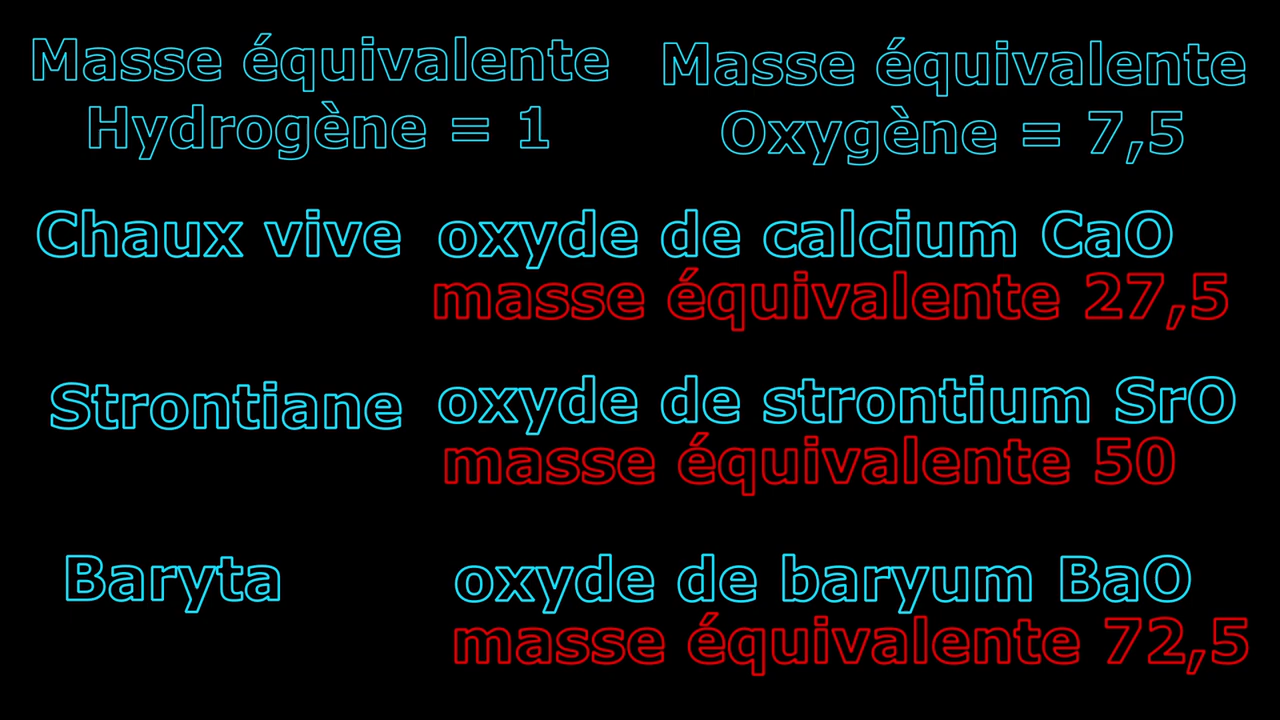 Masse équivalente
Hydrogène = 1
Masse équivalente
Oxygène = 7,5
Chaux vive oxyde de calcium CaO
masse équivalente 27,5
Strontiane oxyde de strontium SrO
masse équivalente 50
Baryta oxyde de baryum BaO
masse équivalente 72,5